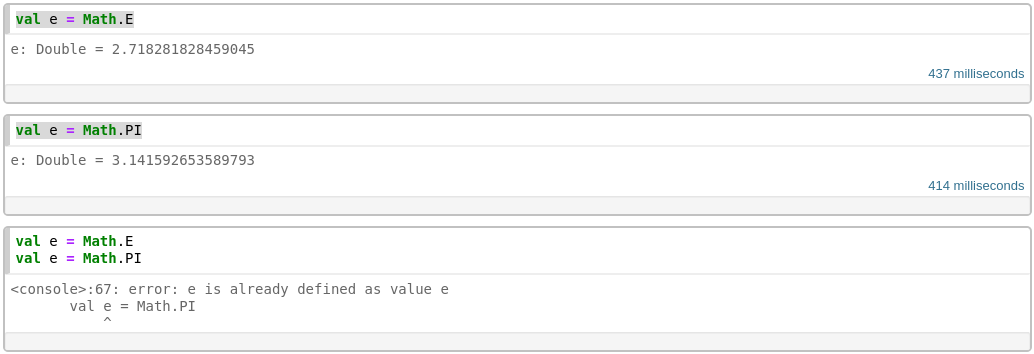 val e = Math.E
e: Double = 2.718281828459045
437 milliseconds
val e = Math.PI
e: Double = 3.141592653589793
414 milliseconds
val e = Math.E
val e = Math.PI
<console>:67: error: e is already defined as value e
       val e = Math.PI
           ^